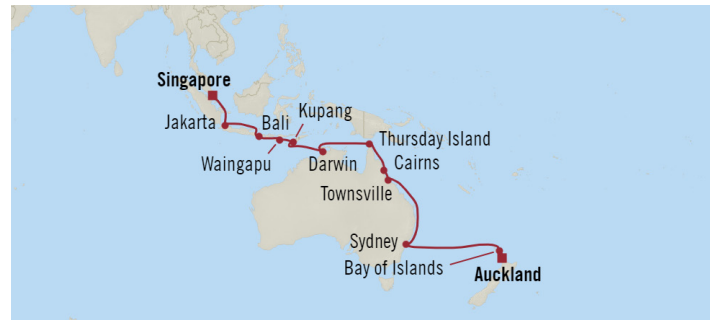 Singapore
Kupang
Jakarta
Bali
Thursday Island
Waingapu
Darwin
Cairns
Townsville
Sydney
Bay of Islands
Auckland